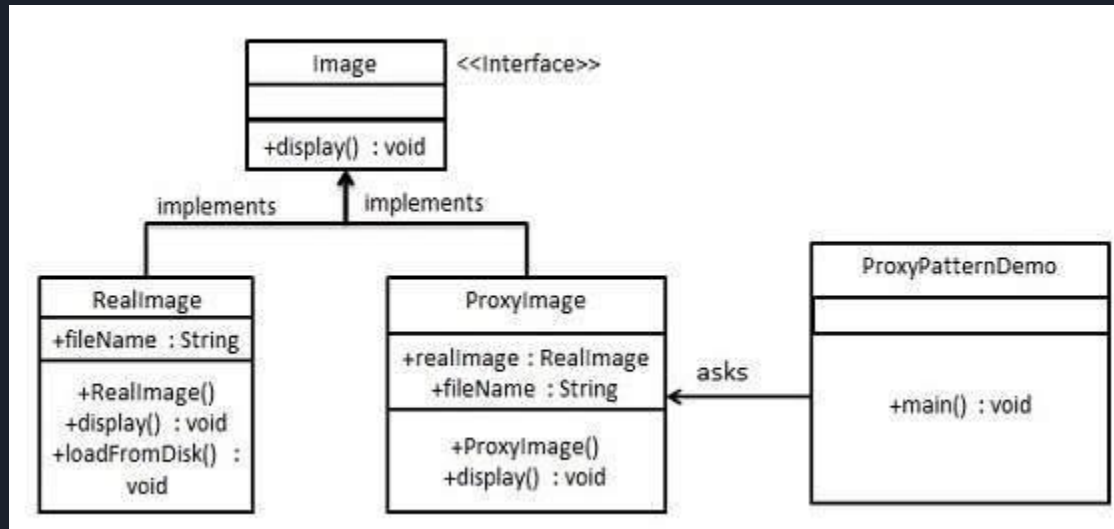 Image
<<Interface>>
+display() : void
implements
implements
RealImage
+fileName : String
+RealImage()
+display() : void
+loadFromDisk() :
void
ProxyImage
+realImage : RealImage
+fileName : String
+ProxyImage()
+display() : void
asks
ProxyPatternDemo
+main() : void